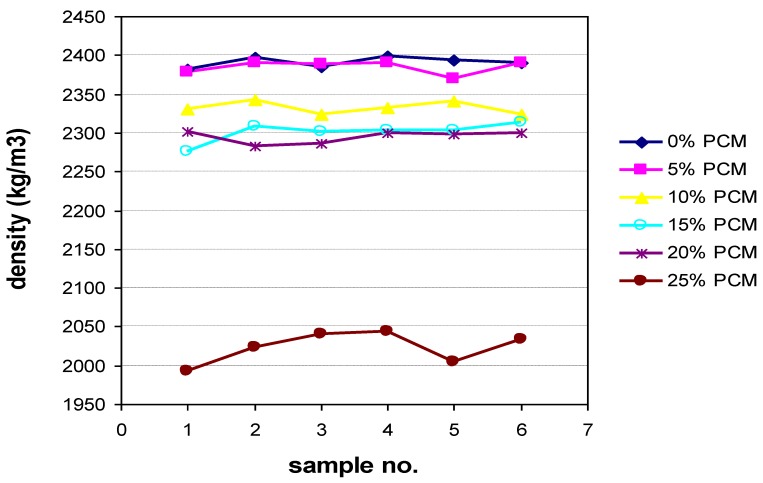 2450
2400
2350
2300
2250
2200
2150
2100
2050
2000
1950
density (kg/m3)
0 1 2 3 4 5 6 7
sample no.
0% PCM
5% PCM
10% PCM
15% PCM
20% PCM
25% PCM